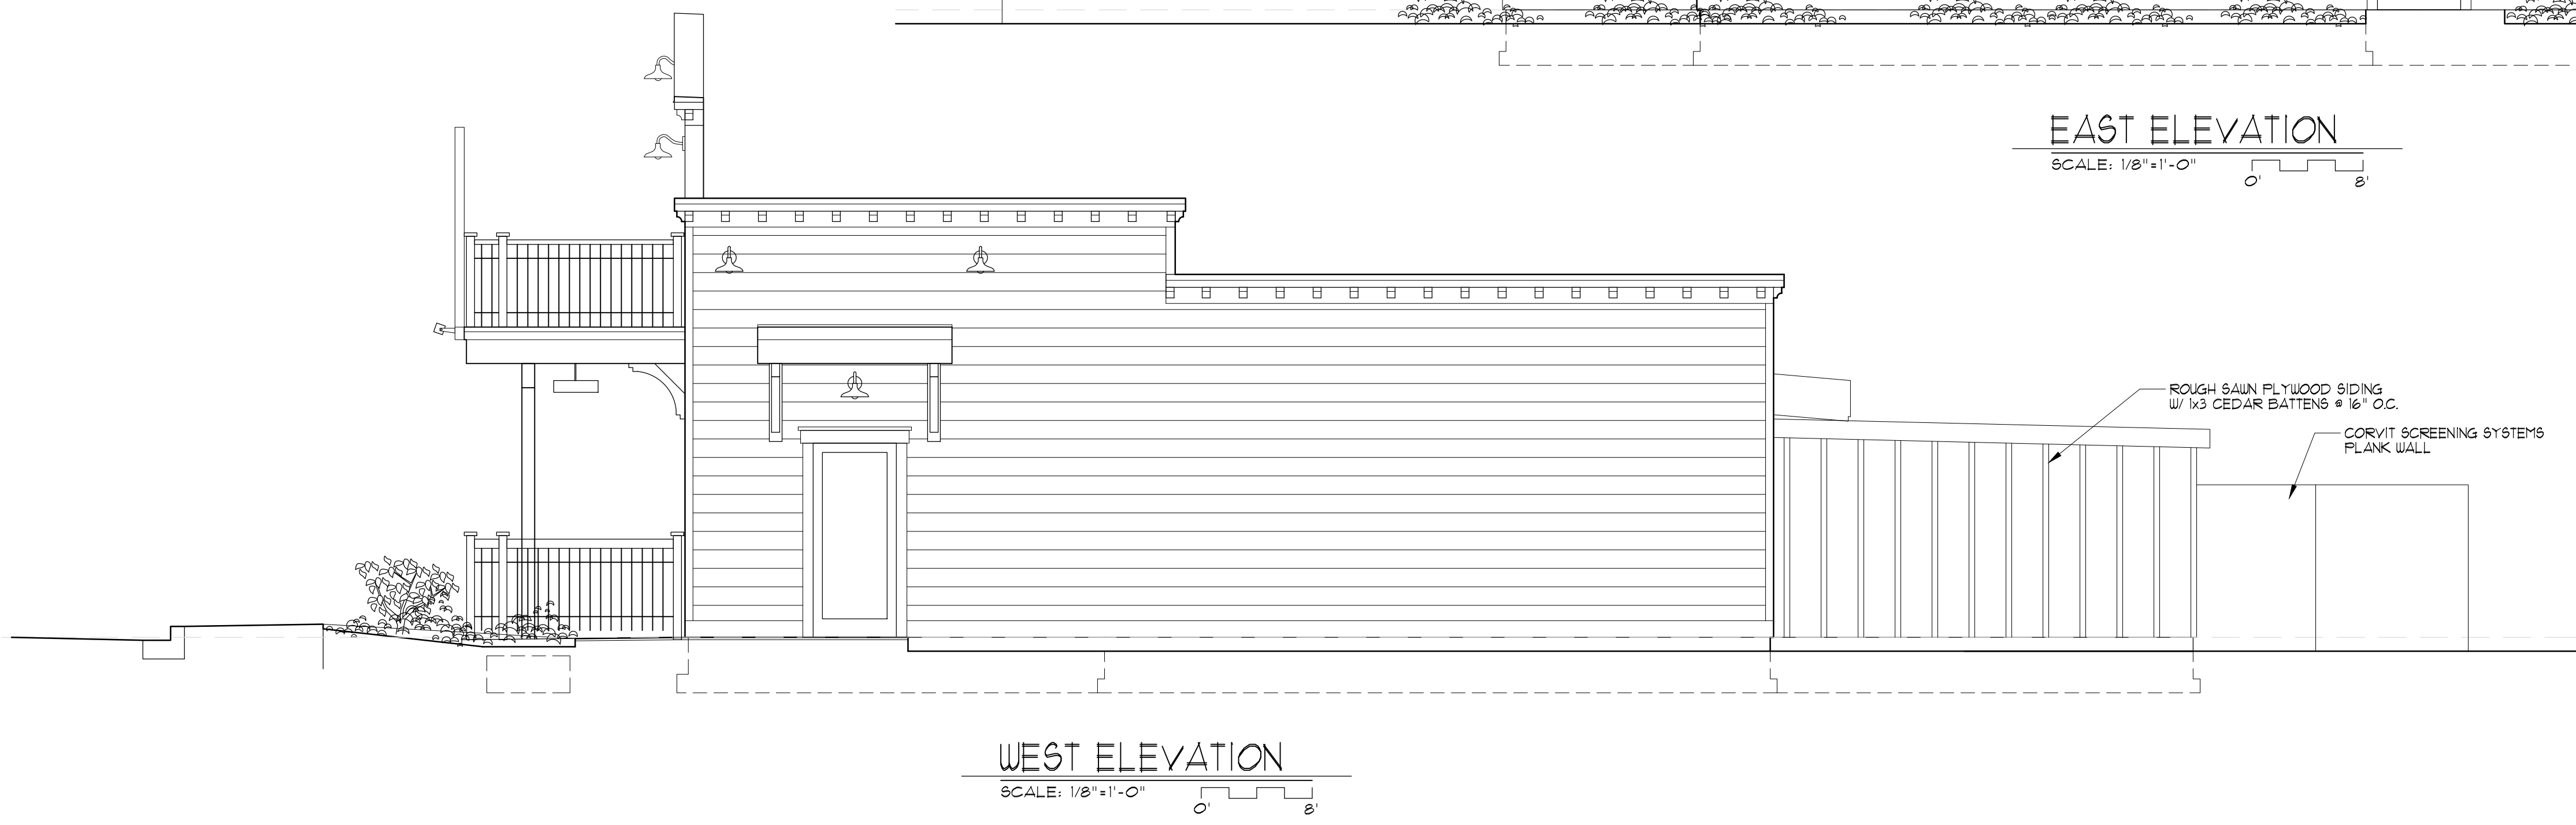 EAST ELEVATION
SCALE: 1/8"=1'-0"
0' 8'
ROUGH SAWN PLYWOOD SIDING
W/ 1x3 CEDAR BATTENS @ 16" O.C.
CORVIT SCREENING SYSTEMS
PLANK WALL
WEST ELEVATION
SCALE: 1/8"=1'-0"
0' 8'